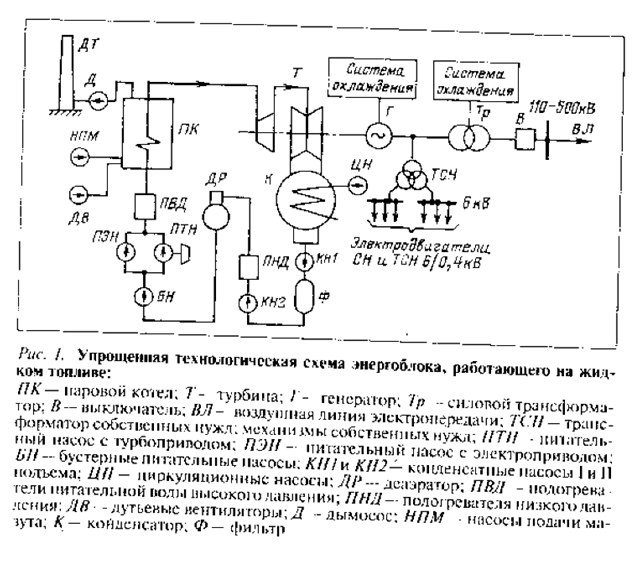 ДТ
Д
ПК
НПМ
ДВ
ПВД
ПЭН
ПТН
БН
ДР
ПНД
КН2
Т
К
ЦН
КН1
Ф
Система
охлаждения
Г
Система
охлаждения
Тр
В
110-500кВ
ВЛ
ТСН
6кВ
Электродвигатели
СН и ТСН 6/0,4кВ
Рис. 1. Упрощенная технологическая схема энергоблока, работающего на жид-
ком топливе:
ПК — паровой котел; Т - турбина; Г - генератор; Тр - силовой трансформа-
тор; В — выключатель; ВЛ - воздушная линия электропередачи; ТСН — транс-
форматор собственных нужд; механизмы собственных нужд; ПТН - питатель-
ный насос с турбоприводом; ПЭН — питательный насос с электроприводом;
БН — бустерные питательные насосы; КН1 и КН2 — конденсатные насосы I и II
подъема; ЦН — циркуляционные насосы; ДР — деаэратор; ПВД - подогрева-
тели питательной воды высокого давления; ПНД — подогревателя низкого дав-
ления; ДВ - дутьевые вентиляторы; Д - дымосос; НПМ - насосы подачи ма-
зута; К — конденсатор; Ф — фильтр